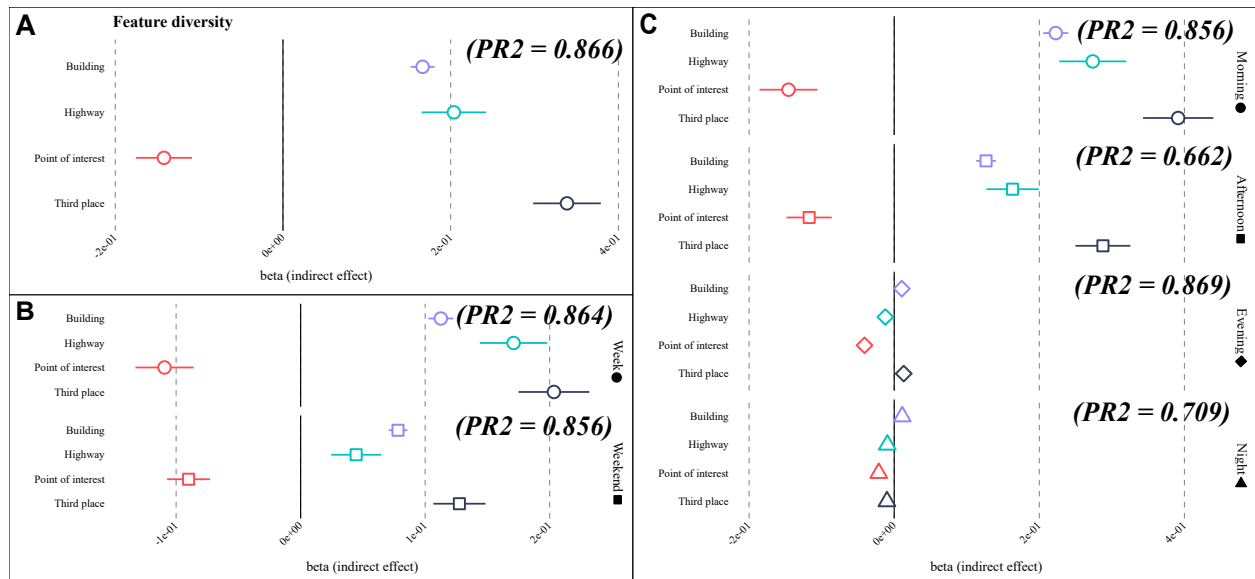 A
Feature diversity
(PR2 = 0.866)
Building
Highway
Point of interest
Third place
-2e-01
0e+00
2e-01
4e-01
beta (indirect effect)
B
Building
(PR2 = 0.864)
Highway
Point of interest
Third place
Week
Building
(PR2 = 0.856)
Highway
Point of interest
Third place
Weekend
-1e-01
0e+00
1e-01
2e-01
beta (indirect effect)
C
Building
(PR2 = 0.856)
Highway
Point of interest
Third place
Morning
Building
(PR2 = 0.662)
Highway
Point of interest
Third place
Afternoon
Building
(PR2 = 0.869)
Highway
Point of interest
Third place
Evening
Building
(PR2 = 0.709)
Highway
Point of interest
Third place
Night
-2e-01
0e+00
2e-01
4e-01
beta (indirect effect)